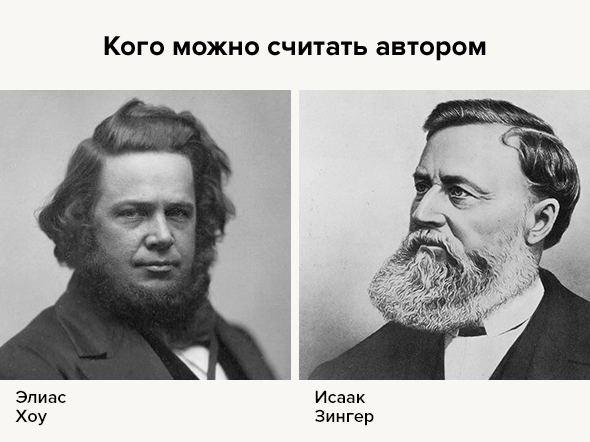 Кого можно считать автором
Элиас
Хоу
Исаак
Зингер